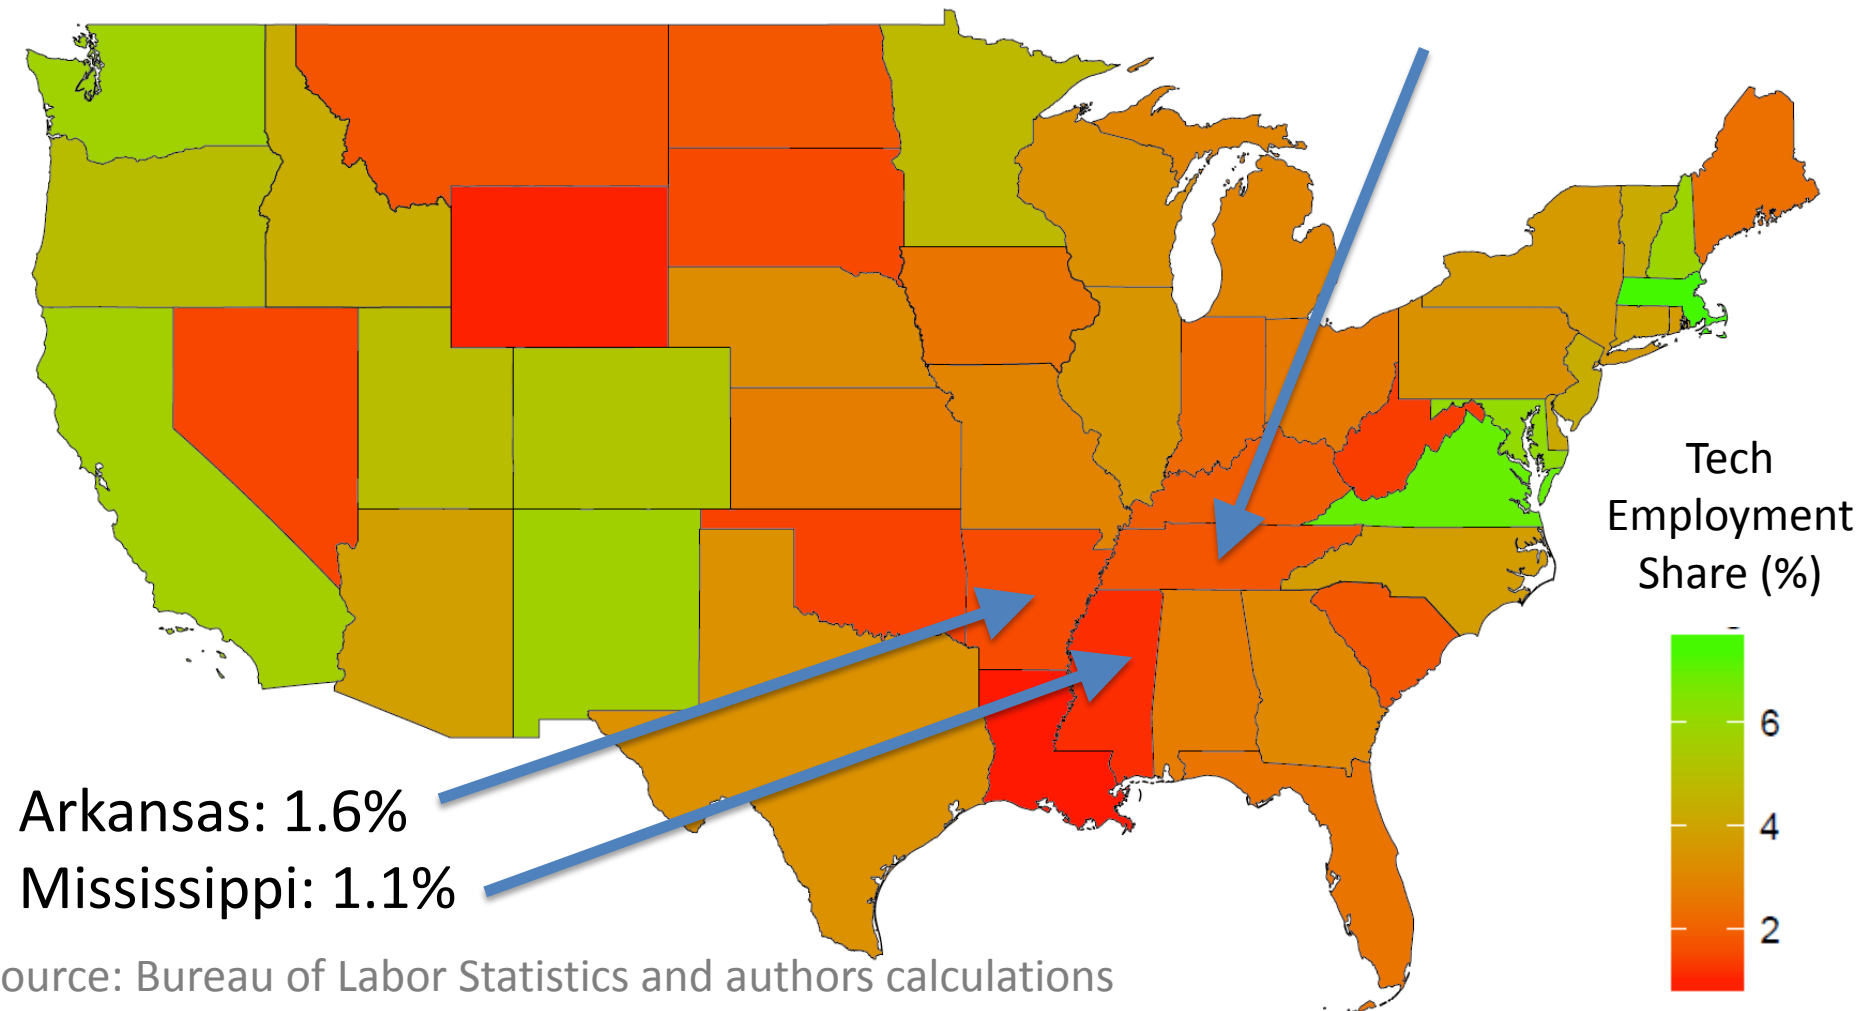 Tech
Employment
Share (%)
6
4
2
Arkansas: 1.6%
Mississippi: 1.1%
ource: Bureau of Labor Statistics and authors calculations